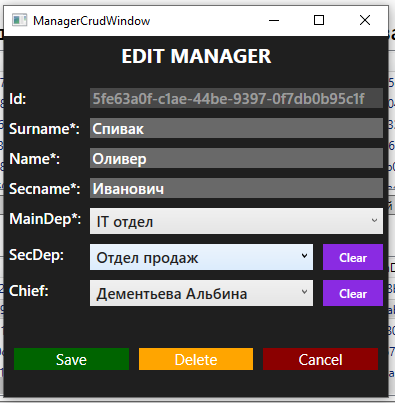 ManagerCrudWindow
EDIT MANAGER
Id: 5fe63a0f-c1ae-44be-9397-0f7db0b95c1f
Surname*: Спивак
Name*: Оливер
Secname*: Иванович
MainDep*: IT отдел
SecDep: Отдел продаж Clear
Chief: Дементьева Альбина Clear
Save Delete Cancel